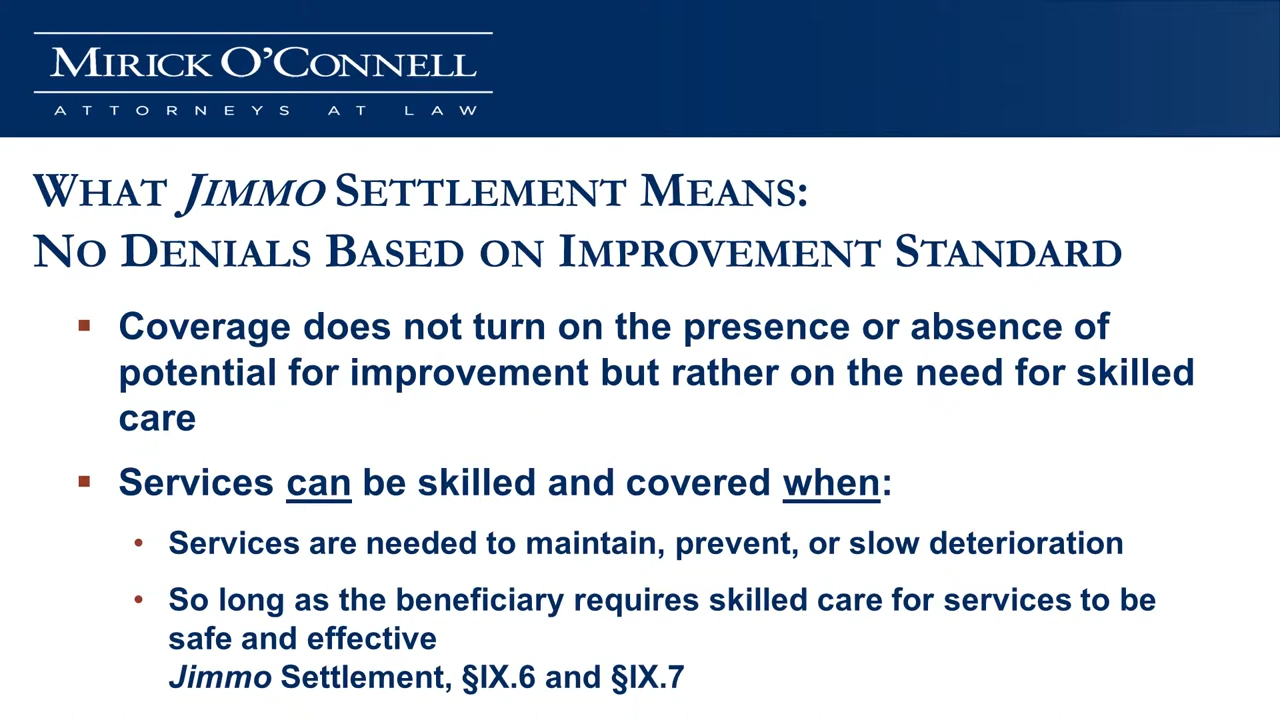 MIRICK O'CONNELL
ATTORNEYS AT LAW
WHAT JIMMO SETTLEMENT MEANS:
NO DENIALS BASED ON IMPROVEMENT STANDARD
▪ Coverage does not turn on the presence or absence of
potential for improvement but rather on the need for skilled
care
▪ Services can be skilled and covered when:
• Services are needed to maintain, prevent, or slow deterioration
• So long as the beneficiary requires skilled care for services to be
safe and effective
Jimmo Settlement, §IX.6 and §IX.7